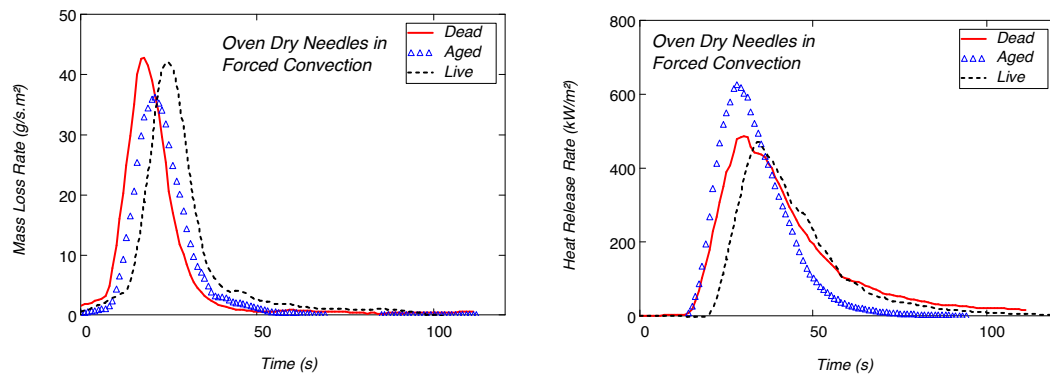 50
40
30
20
10
0
Mass Loss Rate (g/s.m²)
Oven Dry Needles in
Forced Convection
Dead
Aged
Live
0
50
100
Time (s)
800
600
400
200
0
Heat Release Rate (kW/m²)
Oven Dry Needles in
Forced Convection
Dead
Aged
Live
0
50
100
Time (s)